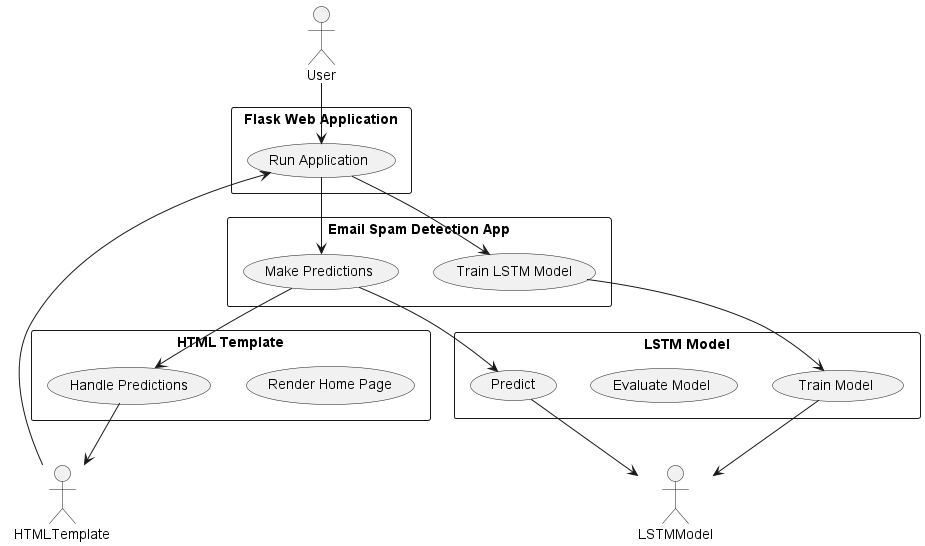 User
Flask Web Application
Run Application
Email Spam Detection App
Make Predictions
Train LSTM Model
HTML Template
Handle Predictions
Render Home Page
LSTM Model
Predict
Evaluate Model
Train Model
HTMLTemplate
LSTMModel